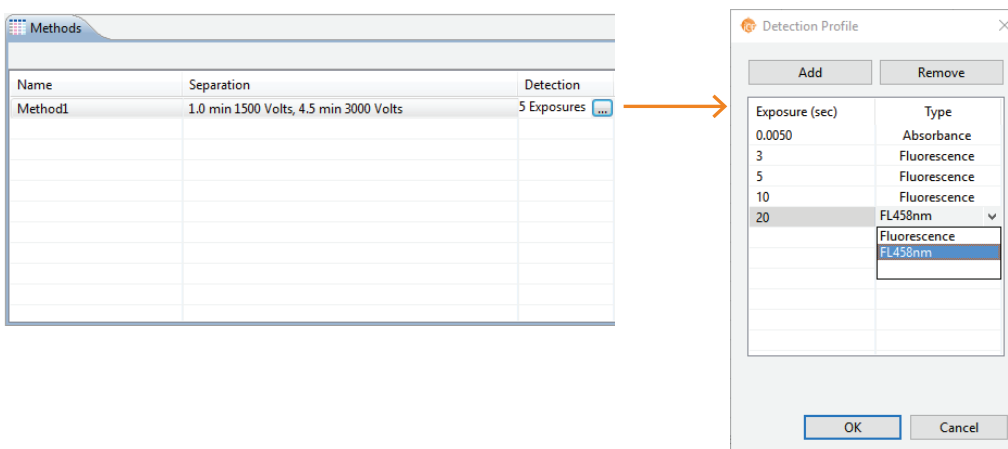 Methods
Name Separation Detection
Method1 1.0 min 1500 Volts, 4.5 min 3000 Volts 5 Exposures ...
Detection Profile
Add Remove
Exposure (sec) Type
0.0050 Absorbance
3 Fluorescence
5 Fluorescence
10 Fluorescence
20 FL458nm
Fluorescence
FL458nm
OK Cancel